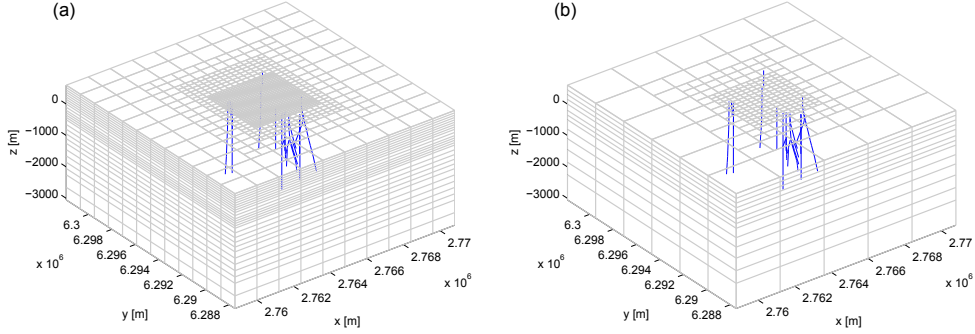 (a)
0
−1000
−2000
−3000
z [m]
6.3
6.298
6.296
6.294
6.292
6.29
6.288
x 10^6
y [m]
2.76
2.762
2.764
2.766
2.768
2.77
x 10^6
x [m]
(b)
0
−1000
−2000
−3000
z [m]
6.3
6.298
6.296
6.294
6.292
6.29
6.288
x 10^6
y [m]
2.76
2.762
2.764
2.766
2.768
2.77
x 10^6
x [m]